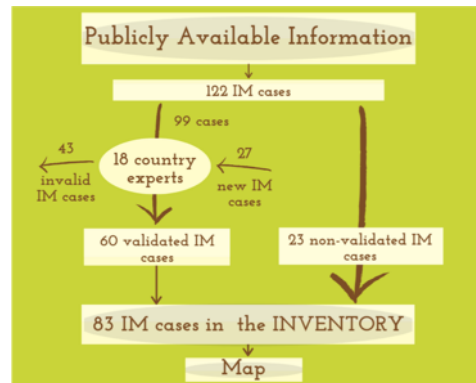 Publicly Available Information
122 IM cases
99 cases
43
18 country
27
invalid
experts
new IM
IM cases
cases
60 validated IM
23 non-validated IM
cases
cases
83 IM cases in the INVENTORY
Map